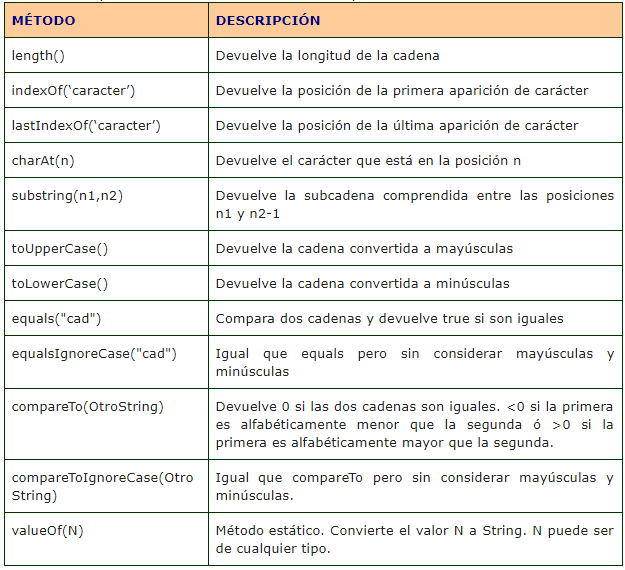 MÉTODO DESCRIPCIÓN
length() Devuelve la longitud de la cadena
indexOf(‘caracter’) Devuelve la posición de la primera aparición de carácter
lastIndexOf(‘caracter’) Devuelve la posición de la última aparición de carácter
charAt(n) Devuelve el carácter que está en la posición n
substring(n1,n2) Devuelve la subcadena comprendida entre las posiciones
n1 y n2-1
toUpperCase() Devuelve la cadena convertida a mayúsculas
toLowerCase() Devuelve la cadena convertida a minúsculas
equals("cad") Compara dos cadenas y devuelve true si son iguales
equalsIgnoreCase("cad") Igual que equals pero sin considerar mayúsculas y
minúsculas
compareTo(OtroString) Devuelve 0 si las dos cadenas son iguales. <0 si la primera
es alfabéticamente menor que la segunda ó >0 si la
primera es alfabéticamente mayor que la segunda.
compareToIgnoreCase(Otro Igual que compareTo pero sin considerar mayúsculas y
String) minúsculas.
valueOf(N) Método estático. Convierte el valor N a String. N puede ser
de cualquier tipo.